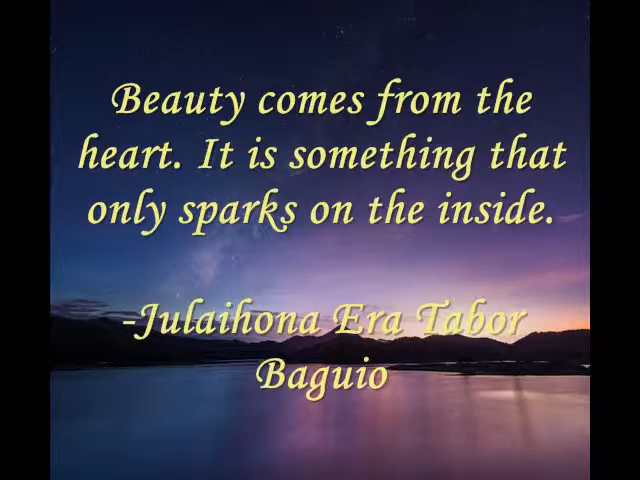 Beauty comes from the
heart. It is something that
only sparks on the inside.
-Julaihona Era Tabor
Baguio